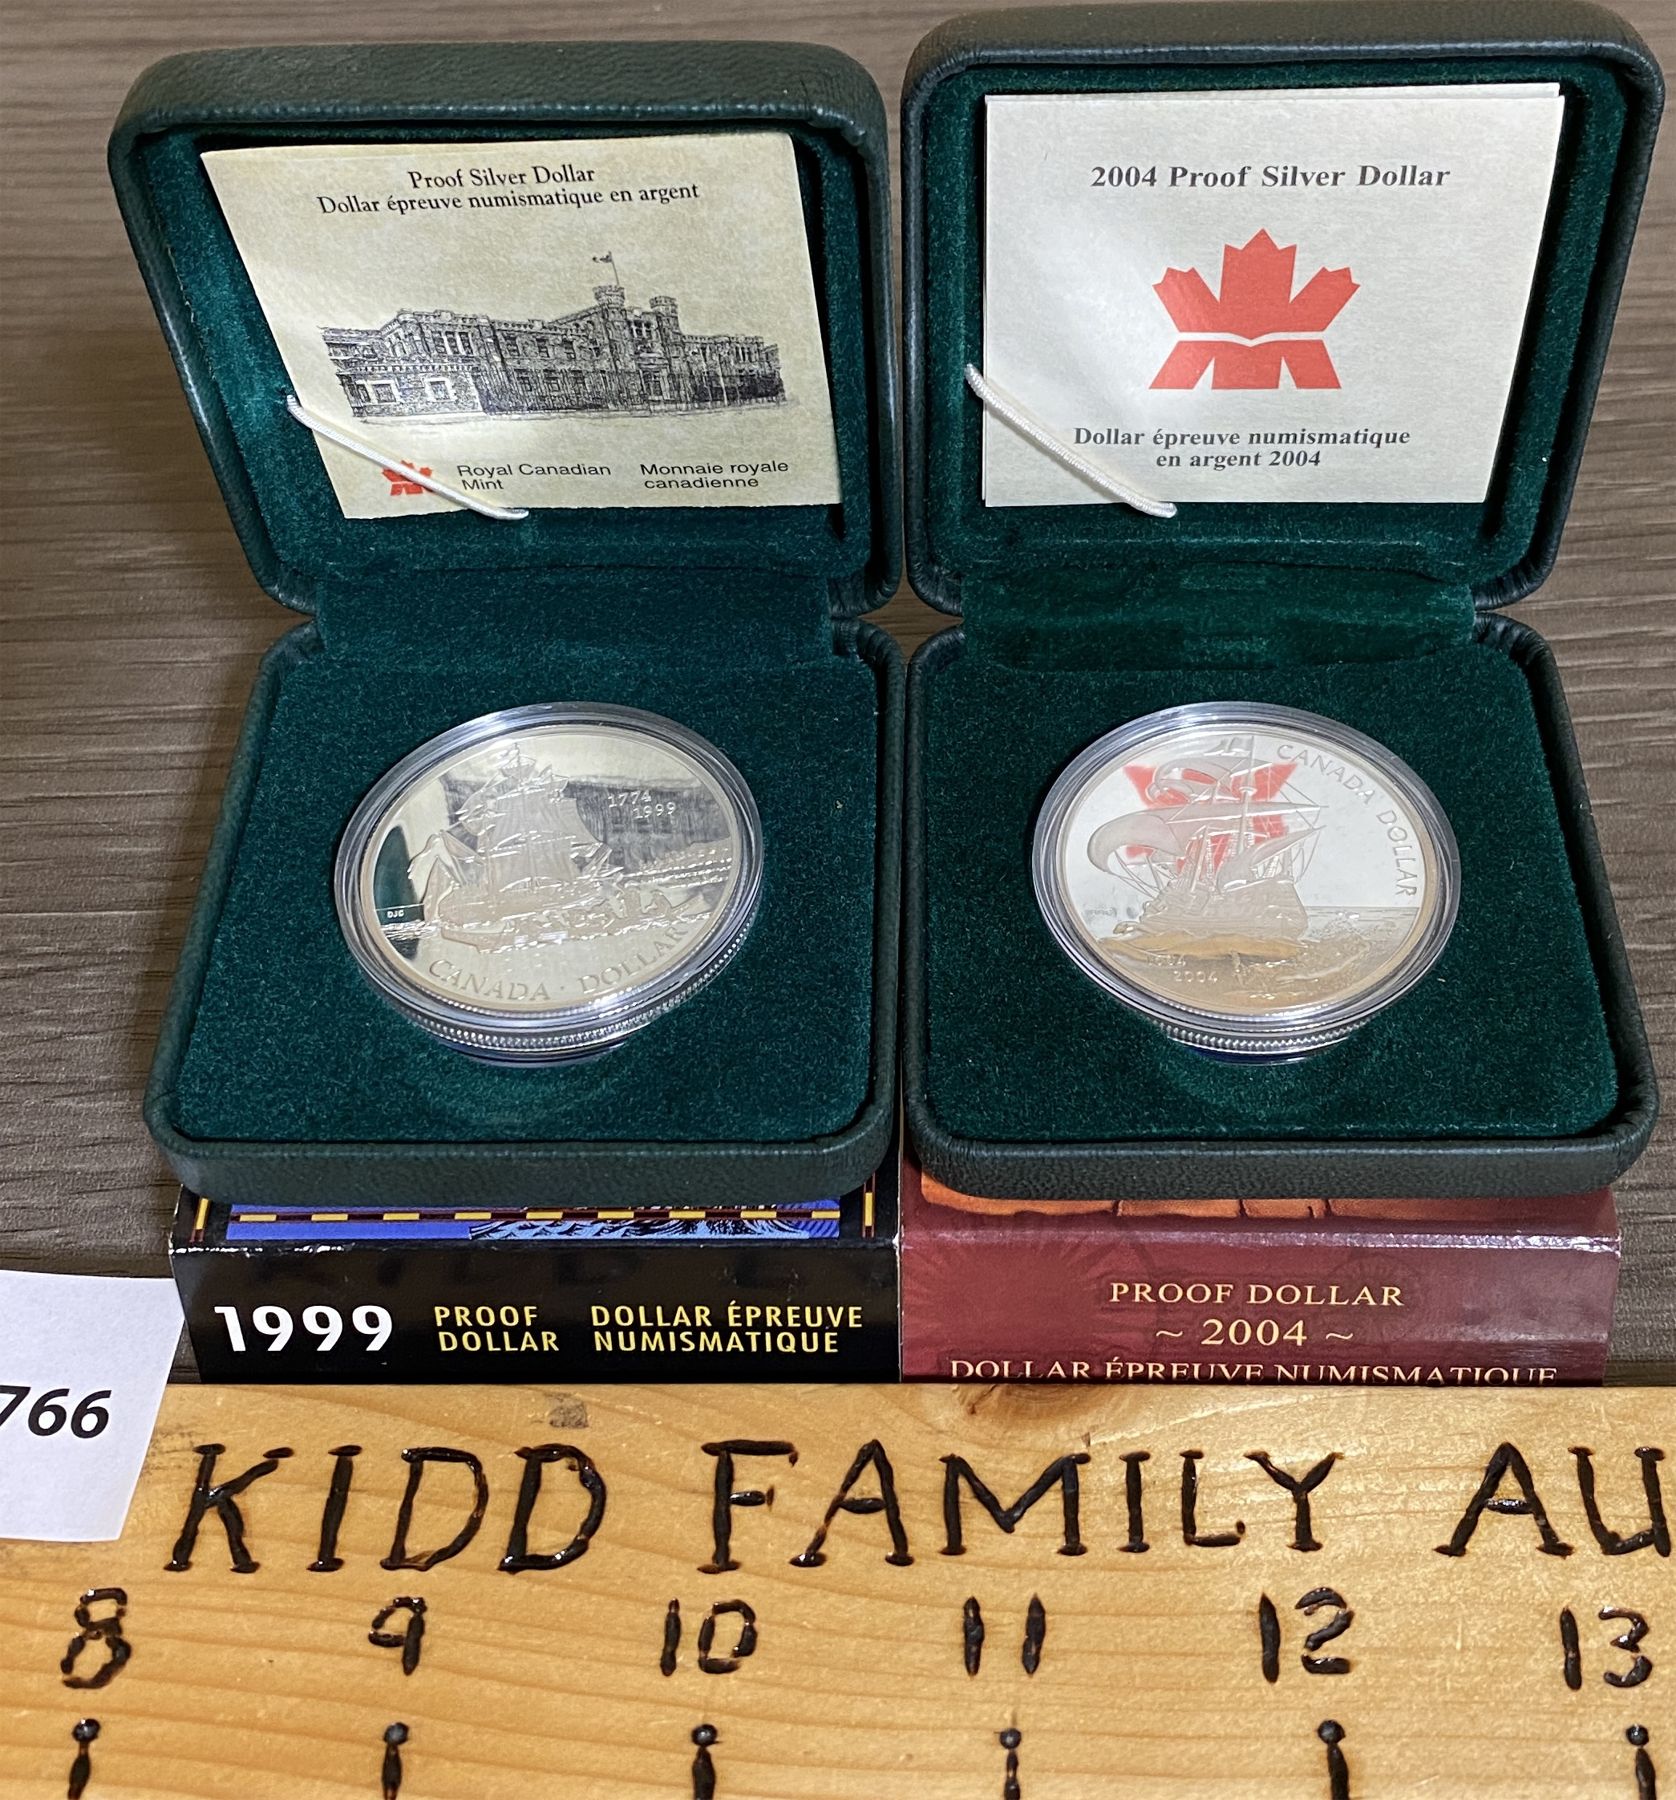 Proof Silver Dollar
Dollar épreuve numismatique en argent
Royal Canadian Mint
Monnaie royale canadienne
2004 Proof Silver Dollar
Dollar épreuve numismatique
en argent 2004
1774
1999
DJC
CANADA · DOLLAR
CANADA DOLLAR
2004
1999
PROOF
DOLLAR
DOLLAR ÉPREUVE
NUMISMATIQUE
PROOF DOLLAR
~ 2004 ~
DOLLAR ÉPREUVE NUMISMATIQUE
766
KIDD FAMILY AU
8 9 10 11 12 13